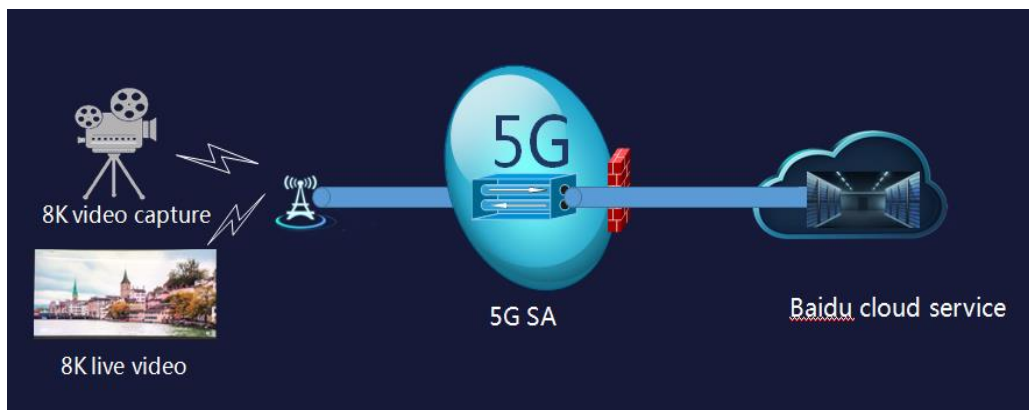 8K video capture
8K live video
5G
5G SA
Baidu cloud service